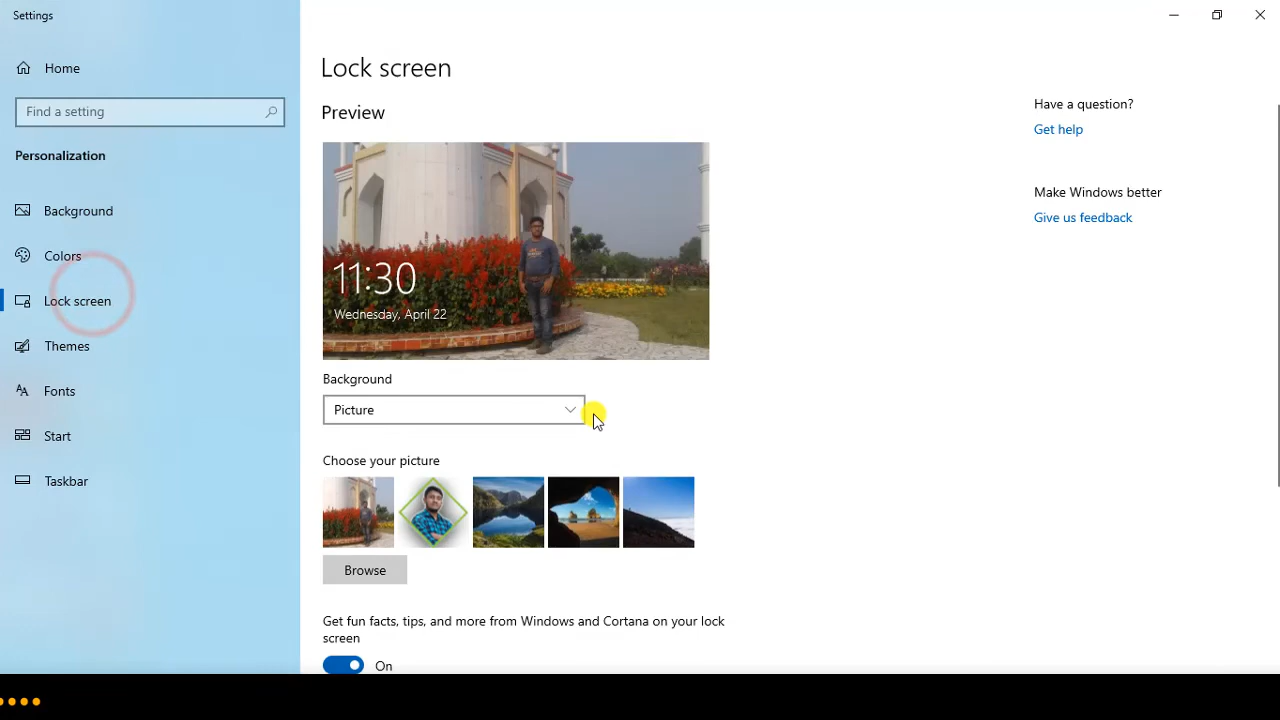 Settings
Home
Find a setting
Personalization
Background
Colors
Lock screen
Themes
Fonts
Start
Taskbar
Lock screen
Preview
11:30
Wednesday, April 22
Background
Picture
Choose your picture
Browse
Get fun facts, tips, and more from Windows and Cortana on your lock
screen
On
Have a question?
Get help
Make Windows better
Give us feedback